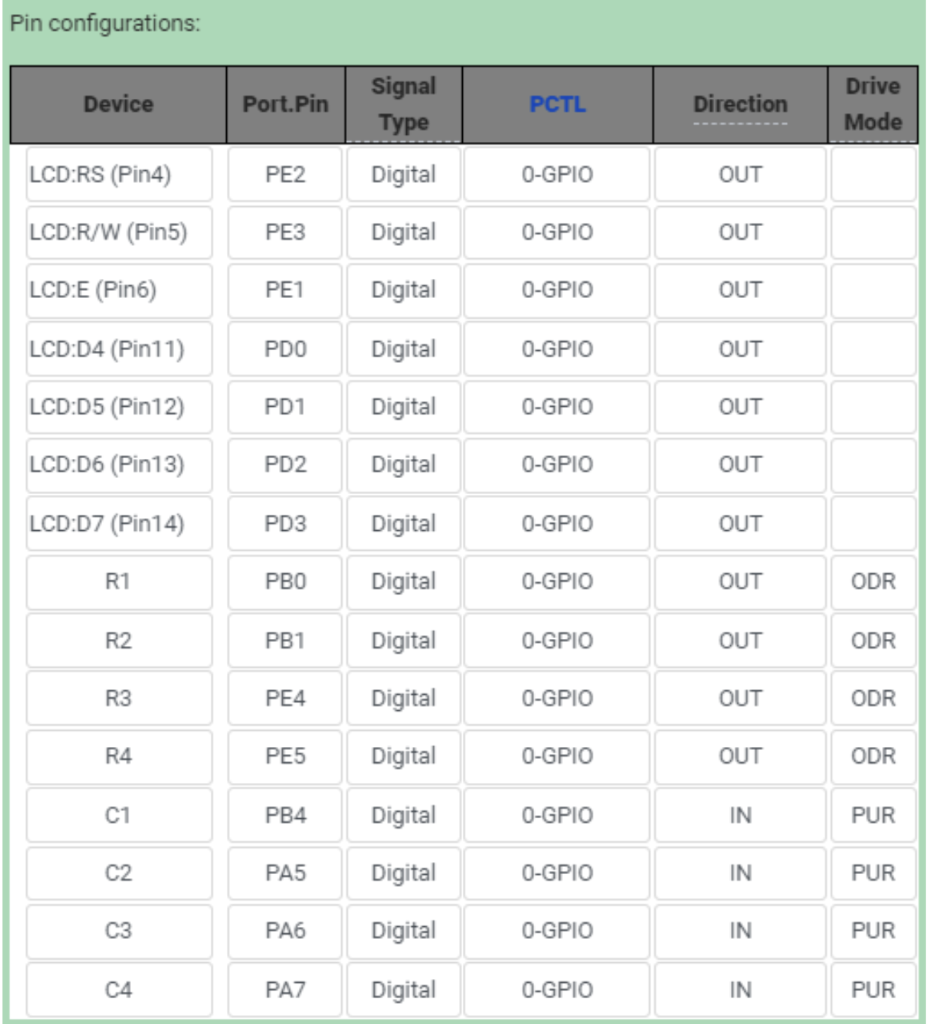 Pin configurations:
Device Port.Pin Signal Type PCTL Direction Drive Mode
LCD:RS (Pin4) PE2 Digital 0-GPIO OUT
LCD:R/W (Pin5) PE3 Digital 0-GPIO OUT
LCD:E (Pin6) PE1 Digital 0-GPIO OUT
LCD:D4 (Pin11) PD0 Digital 0-GPIO OUT
LCD:D5 (Pin12) PD1 Digital 0-GPIO OUT
LCD:D6 (Pin13) PD2 Digital 0-GPIO OUT
LCD:D7 (Pin14) PD3 Digital 0-GPIO OUT
R1 PB0 Digital 0-GPIO OUT ODR
R2 PB1 Digital 0-GPIO OUT ODR
R3 PE4 Digital 0-GPIO OUT ODR
R4 PE5 Digital 0-GPIO OUT ODR
C1 PB4 Digital 0-GPIO IN PUR
C2 PA5 Digital 0-GPIO IN PUR
C3 PA6 Digital 0-GPIO IN PUR
C4 PA7 Digital 0-GPIO IN PUR